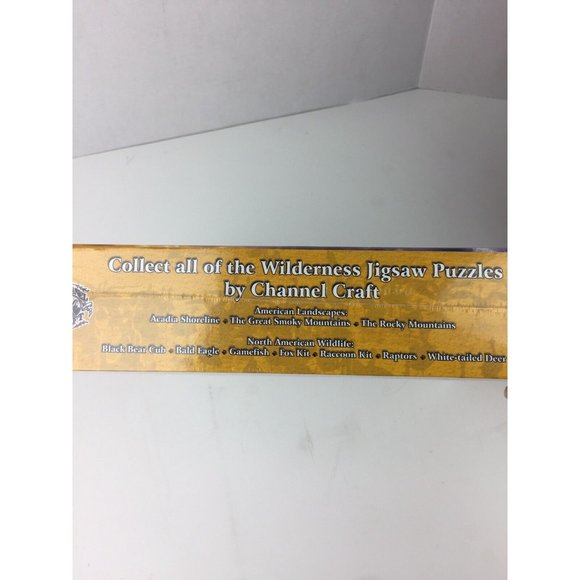 Collect all of the Wilderness Jigsaw Puzzles
by Channel Craft
American Landscapes:
Acadia Shoreline • The Great Smoky Mountains • The Rocky Mountains
North American Wildlife:
Black Bear Cub • Bald Eagle • Gamefish • Fox Kit • Raccoon Kit • Raptors • White-tailed Deer